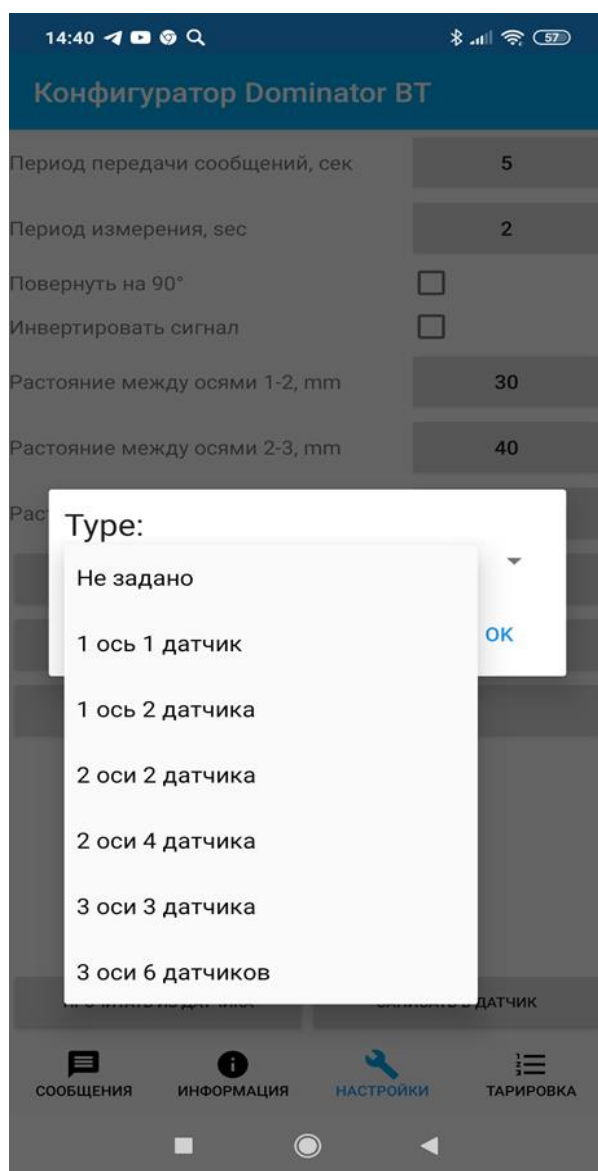 14:40
57
Конфигуратор Dominator BT
Период передачи сообщений, сек 5
Период измерения, sec 2
Повернуть на 90°
Инвертировать сигнал
Растояние между осями 1-2, mm 30
Растояние между осями 2-3, mm 40
Рас
Type:
Не задано
1 ось 1 датчик
OK
1 ось 2 датчика
2 оси 2 датчика
2 оси 4 датчика
3 оси 3 датчика
3 оси 6 датчиков
ДАТЧИК
СООБЩЕНИЯ ИНФОРМАЦИЯ НАСТРОЙКИ ТАРИРОВКА